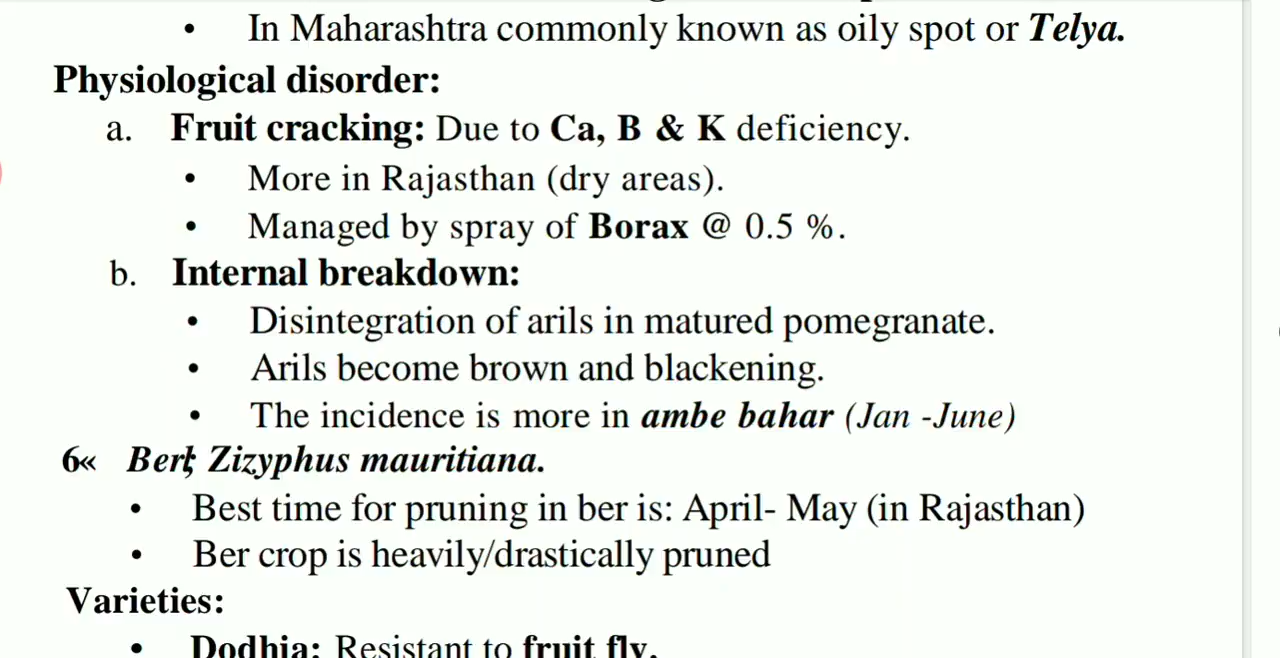 • In Maharashtra commonly known as oily spot or Telya.
Physiological disorder:
a. Fruit cracking: Due to Ca, B & K deficiency.
• More in Rajasthan (dry areas).
• Managed by spray of Borax @ 0.5 %.
b. Internal breakdown:
• Disintegration of arils in matured pomegranate.
• Arils become brown and blackening.
• The incidence is more in ambe bahar (Jan -June)
6« Ber; Zizyphus mauritiana.
• Best time for pruning in ber is: April- May (in Rajasthan)
• Ber crop is heavily/drastically pruned
Varieties:
• Dodhia: Resistant to fruit fly.